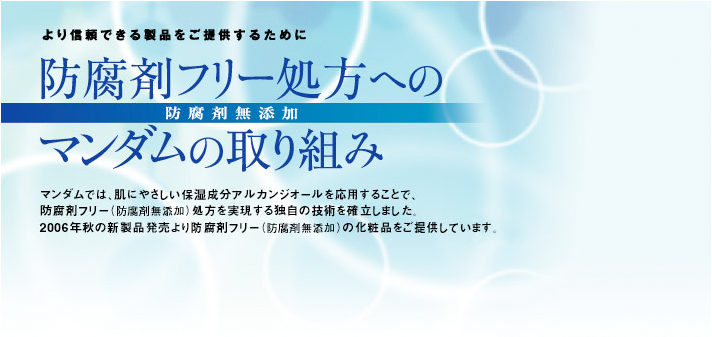 より信頼できる製品をご提供するために
防腐剤フリー処方への
防腐剤無添加
マンダムの取り組み
マンダムでは、肌にやさしい保湿成分アルカンジオールを応用することで、
防腐剤フリー(防腐剤無添加)処方を実現する独自の技術を確立しました。
2006年秋の新製品発売より防腐剤フリー(防腐剤無添加)の化粧品をご提供しています。